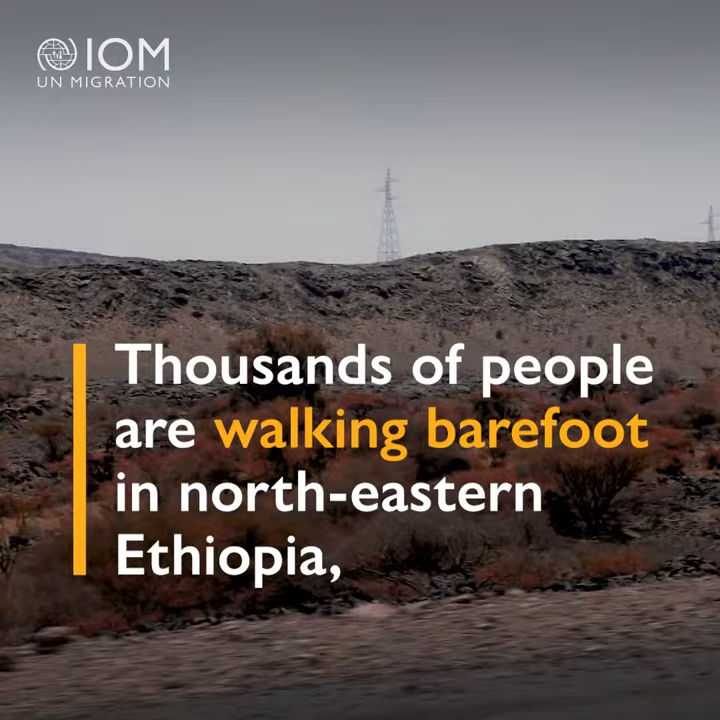 IOM
UN MIGRATION
Thousands of people
are walking barefoot
in north-eastern
Ethiopia,